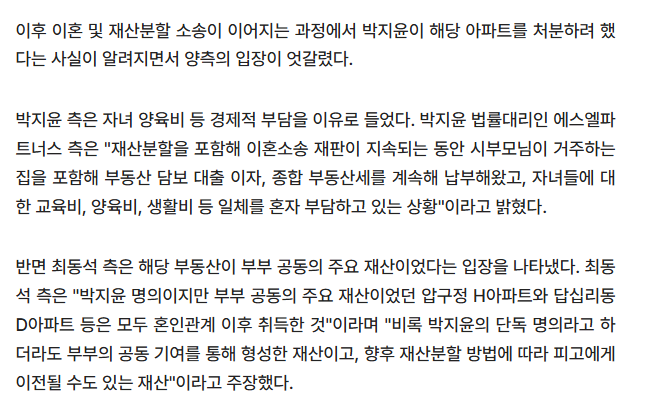 이후 이혼 및 재산분할 소송이 이어지는 과정에서 박지윤이 해당 아파트를 처분하려 했
다는 사실이 알려지면서 양측의 입장이 엇갈렸다.
박지윤 측은 자녀 양육비 등 경제적 부담을 이유로 들었다. 박지윤 법률대리인 에스엘파
트너스 측은 "재산분할을 포함해 이혼소송 재판이 지속되는 동안 시부모님이 거주하는
집을 포함해 부동산 담보 대출 이자, 종합 부동산세를 계속해 납부해왔고, 자녀들에 대
한 교육비, 양육비, 생활비 등 일체를 혼자 부담하고 있는 상황"이라고 밝혔다.
반면 최동석 측은 해당 부동산이 부부 공동의 주요 재산이었다는 입장을 나타냈다. 최동
석 측은 "박지윤 명의이지만 부부 공동의 주요 재산이었던 압구정 H아파트와 답십리동
D아파트 등은 모두 혼인관계 이후 취득한 것"이라며 "비록 박지윤의 단독 명의라고 하
더라도 부부의 공동 기여를 통해 형성한 재산이고, 향후 재산분할 방법에 따라 피고에게
이전될 수도 있는 재산"이라고 주장했다.